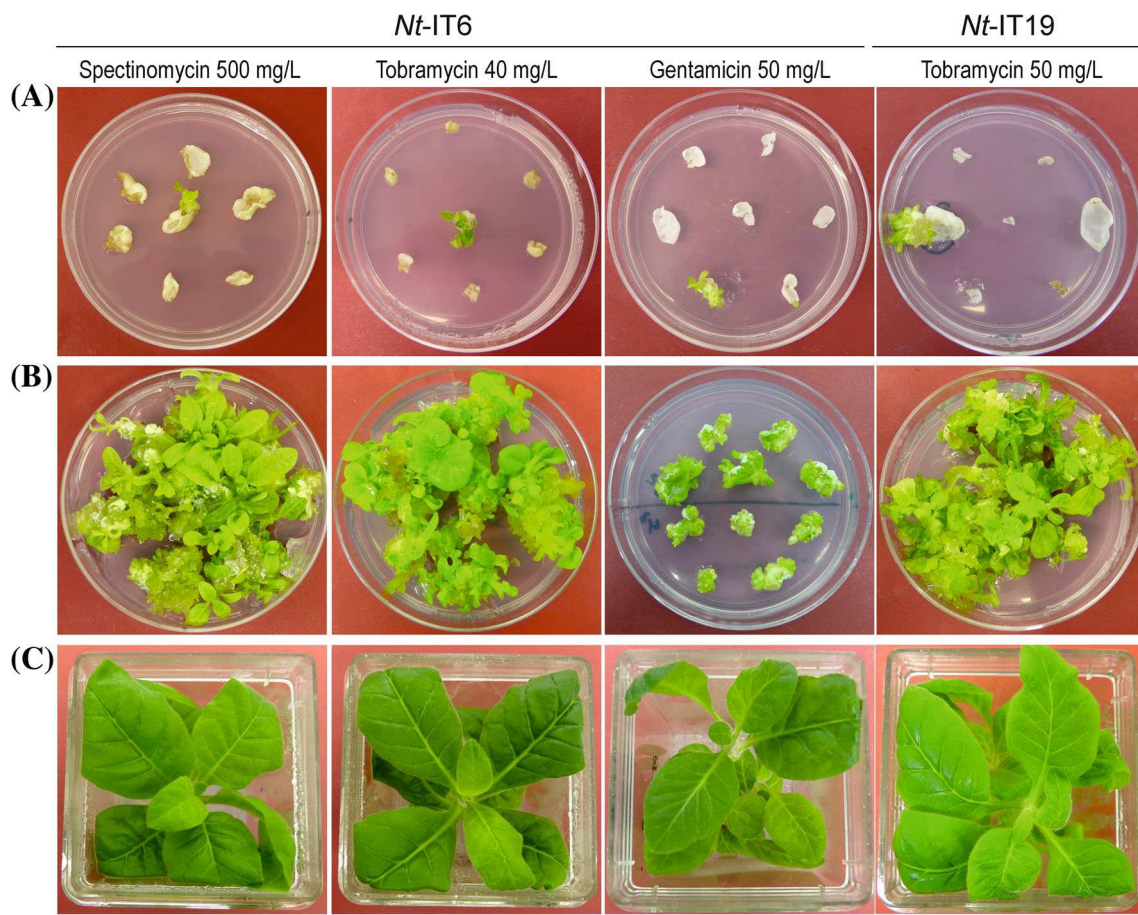 Nt-IT6 Nt-IT19
Spectinomycin 500 mg/L Tobramycin 40 mg/L Gentamicin 50 mg/L Tobramycin 50 mg/L
(A)
(B)
(C)